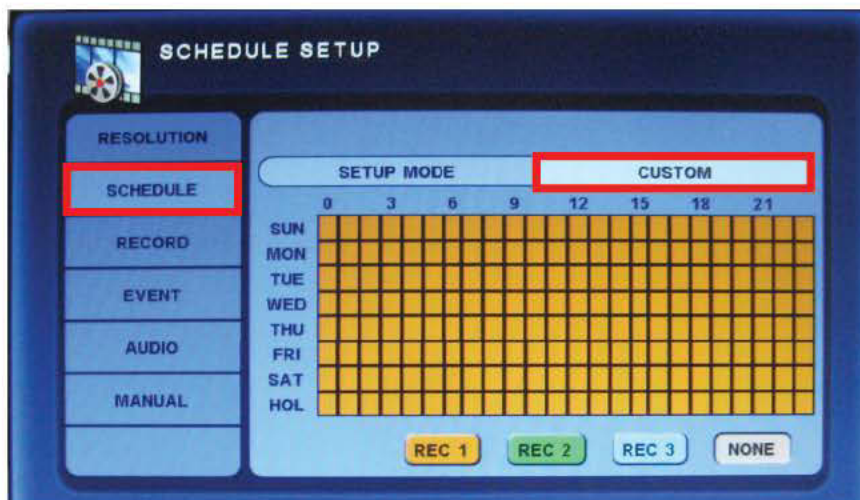 SCHEDULE SETUP
RESOLUTION
SCHEDULE
RECORD
EVENT
AUDIO
MANUAL
SETUP MODE CUSTOM
0 3 6 9 12 15 18 21
SUN
MON
TUE
WED
THU
FRI
SAT
HOL
REC 1 REC 2 REC 3 NONE